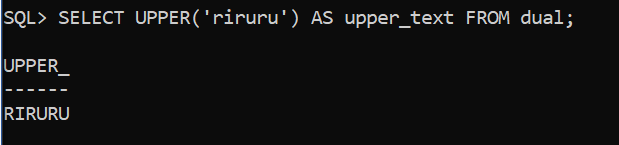 SQL> SELECT UPPER('riruru') AS upper_text FROM dual;
UPPER_
------
RIRURU